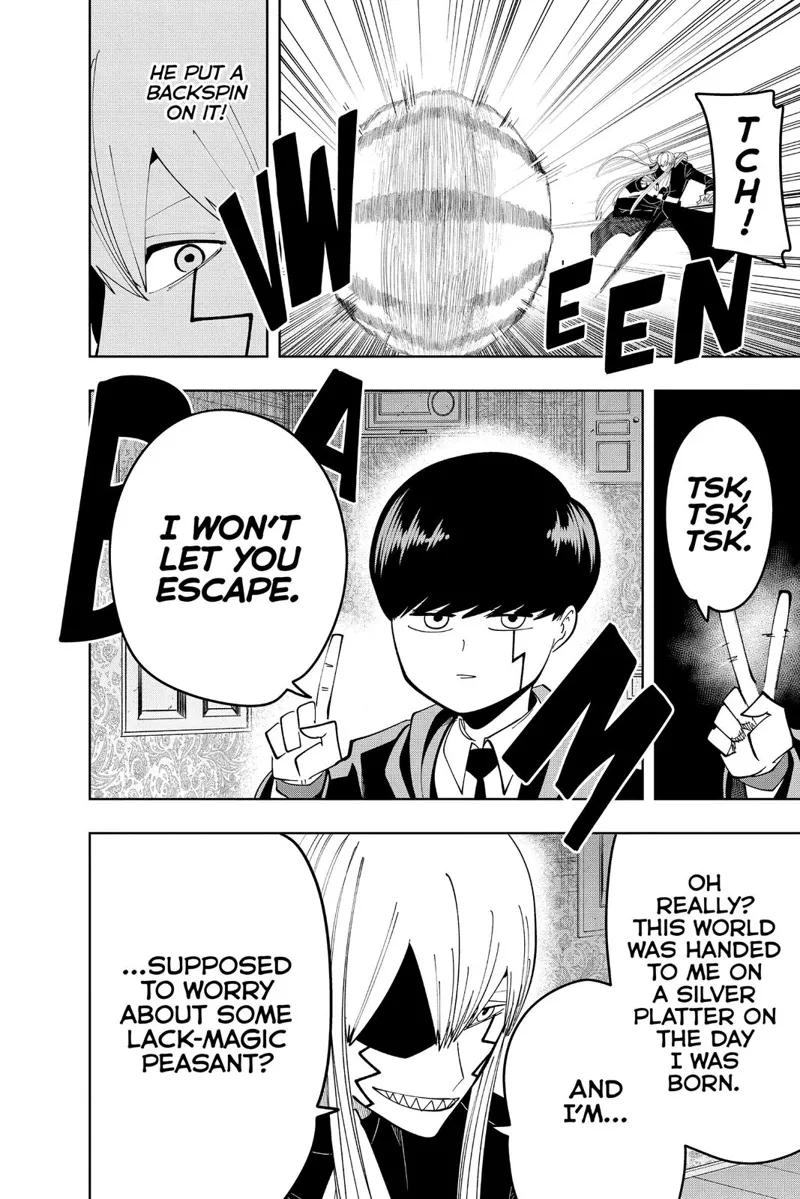 TCH!
VWEEEN
HE PUT A
BACKSPIN
ON IT!
TSK,
TSK,
TSK.
BAM
I WON'T
LET YOU
ESCAPE.
OH
REALLY?
THIS WORLD
WAS HANDED
TO ME ON
A SILVER
PLATTER ON
THE DAY
I WAS
BORN.
AND
I'M...
...SUPPOSED
TO WORRY
ABOUT SOME
LACK-MAGIC
PEASANT?